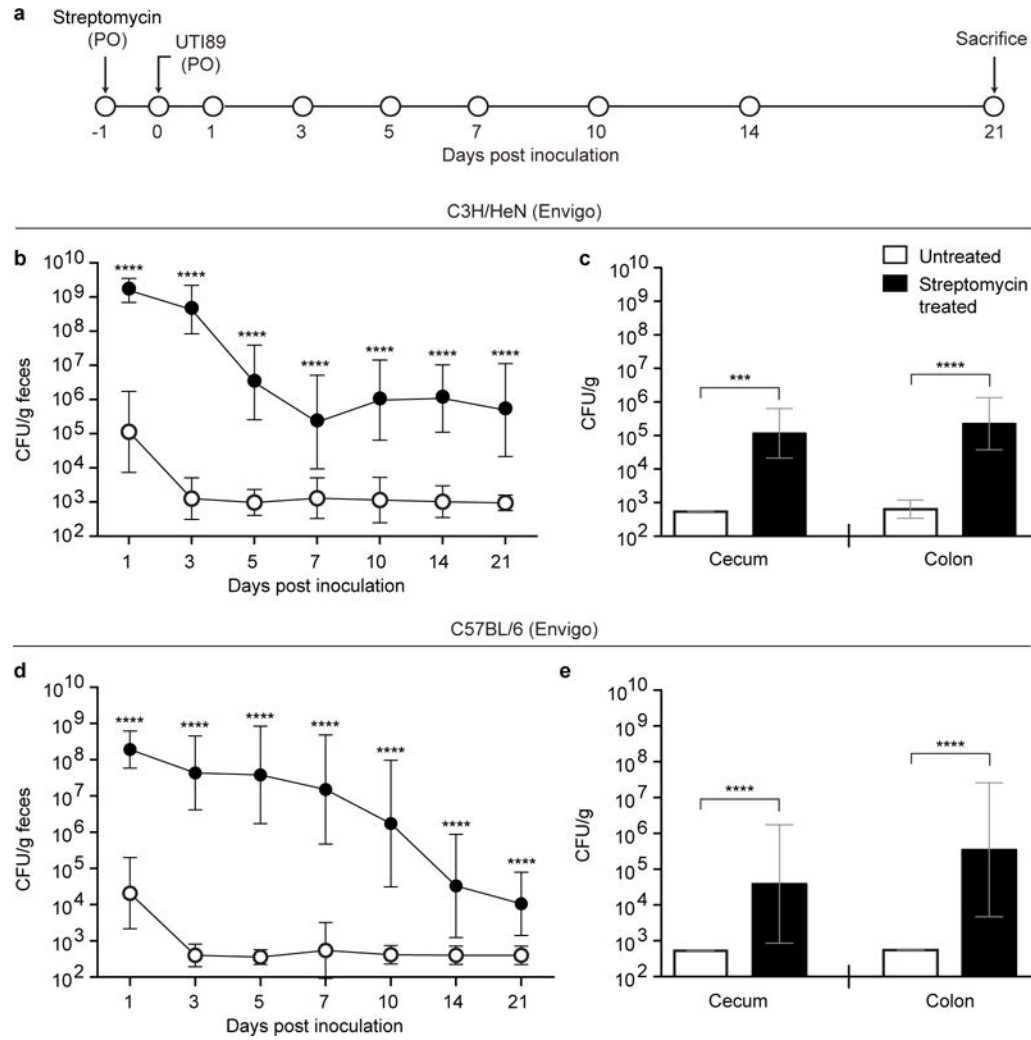 a
Streptomycin
(PO)
UTI89
(PO)
Sacrifice
-1 0 1 3 5 7 10 14 21
Days post inoculation
C3H/HeN (Envigo)
b
CFU/g feces
10^10
10^9
10^8
10^7
10^6
10^5
10^4
10^3
10^2
**** **** **** **** **** **** ****
1 3 5 7 10 14 21
Days post inoculation
c
Untreated
Streptomycin
treated
CFU/g
10^10
10^9
10^8
10^7
10^6
10^5
10^4
10^3
10^2
*** ****
Cecum Colon
C57BL/6 (Envigo)
d
CFU/g feces
10^10
10^9
10^8
10^7
10^6
10^5
10^4
10^3
10^2
**** **** **** **** **** **** ****
1 3 5 7 10 14 21
Days post inoculation
e
CFU/g
10^10
10^9
10^8
10^7
10^6
10^5
10^4
10^3
10^2
**** ****
Cecum Colon